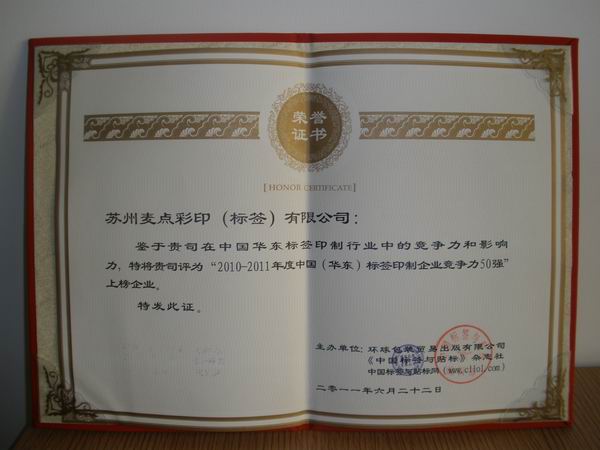 荣誉
证书
[ HONOR CERTIFICATE ]
苏州麦点彩印（标签）有限公司：
鉴于贵司在中国华东标签印制行业中的竞争力和影响
力，特将贵司评为“2010-2011年度中国（华东）标签印制企业竞争力50强”
上榜企业。
特发此证。
主办单位：环球包装贸易出版有限公司
《中国标签与贴标》杂志社
中国标签与贴标网(www.cllol.com)
二〇一一年六月二十二日